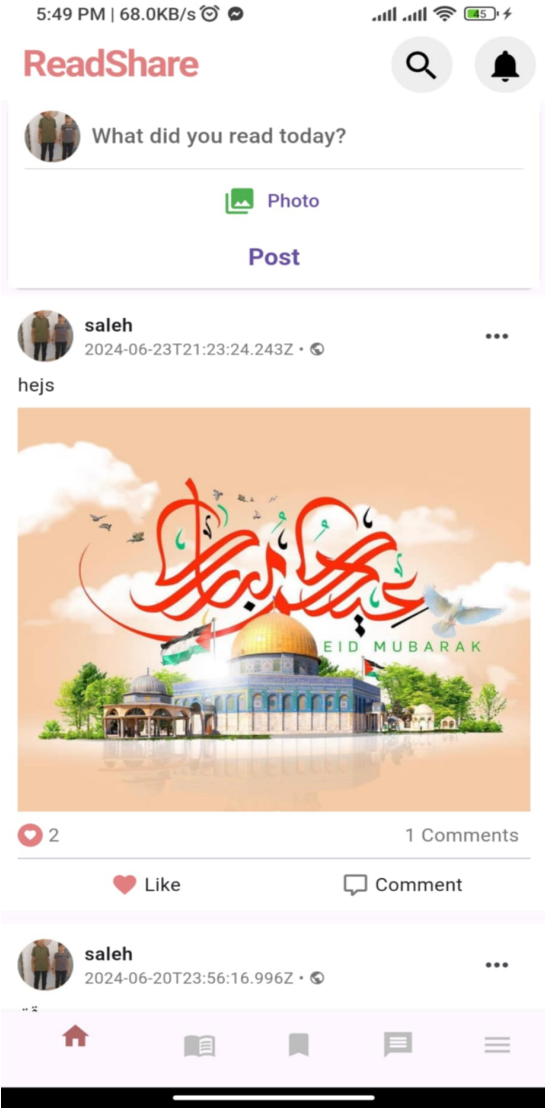 5:49 PM | 68.0KB/s
45
ReadShare
What did you read today?
Photo
Post
saleh
2024-06-23T21:23:24.243Z •
hejs
عيدكم مبارك
EID MUBARAK
2
1 Comments
Like
Comment
saleh
2024-06-20T23:56:16.996Z •